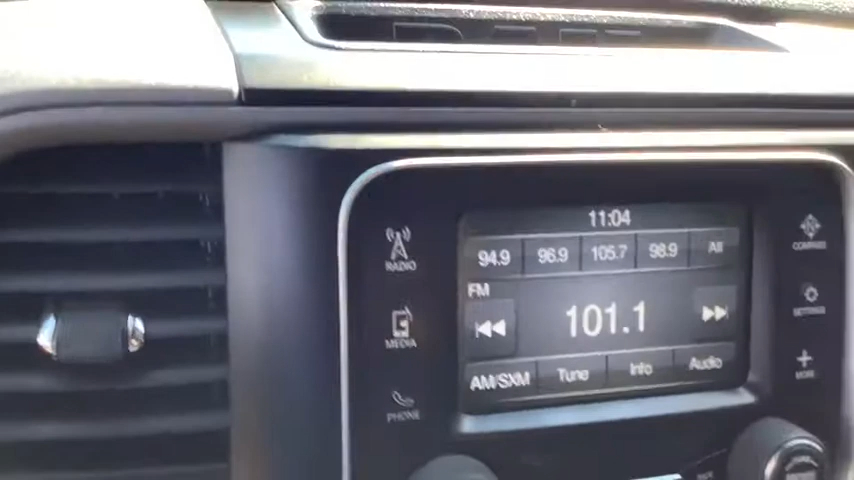 11:04
94.9 96.9 105.7 98.9 All
FM
101.1
AM/SXM Tune Info Audio
RADIO
MEDIA
PHONE
COMPASS
SETTINGS
MORE